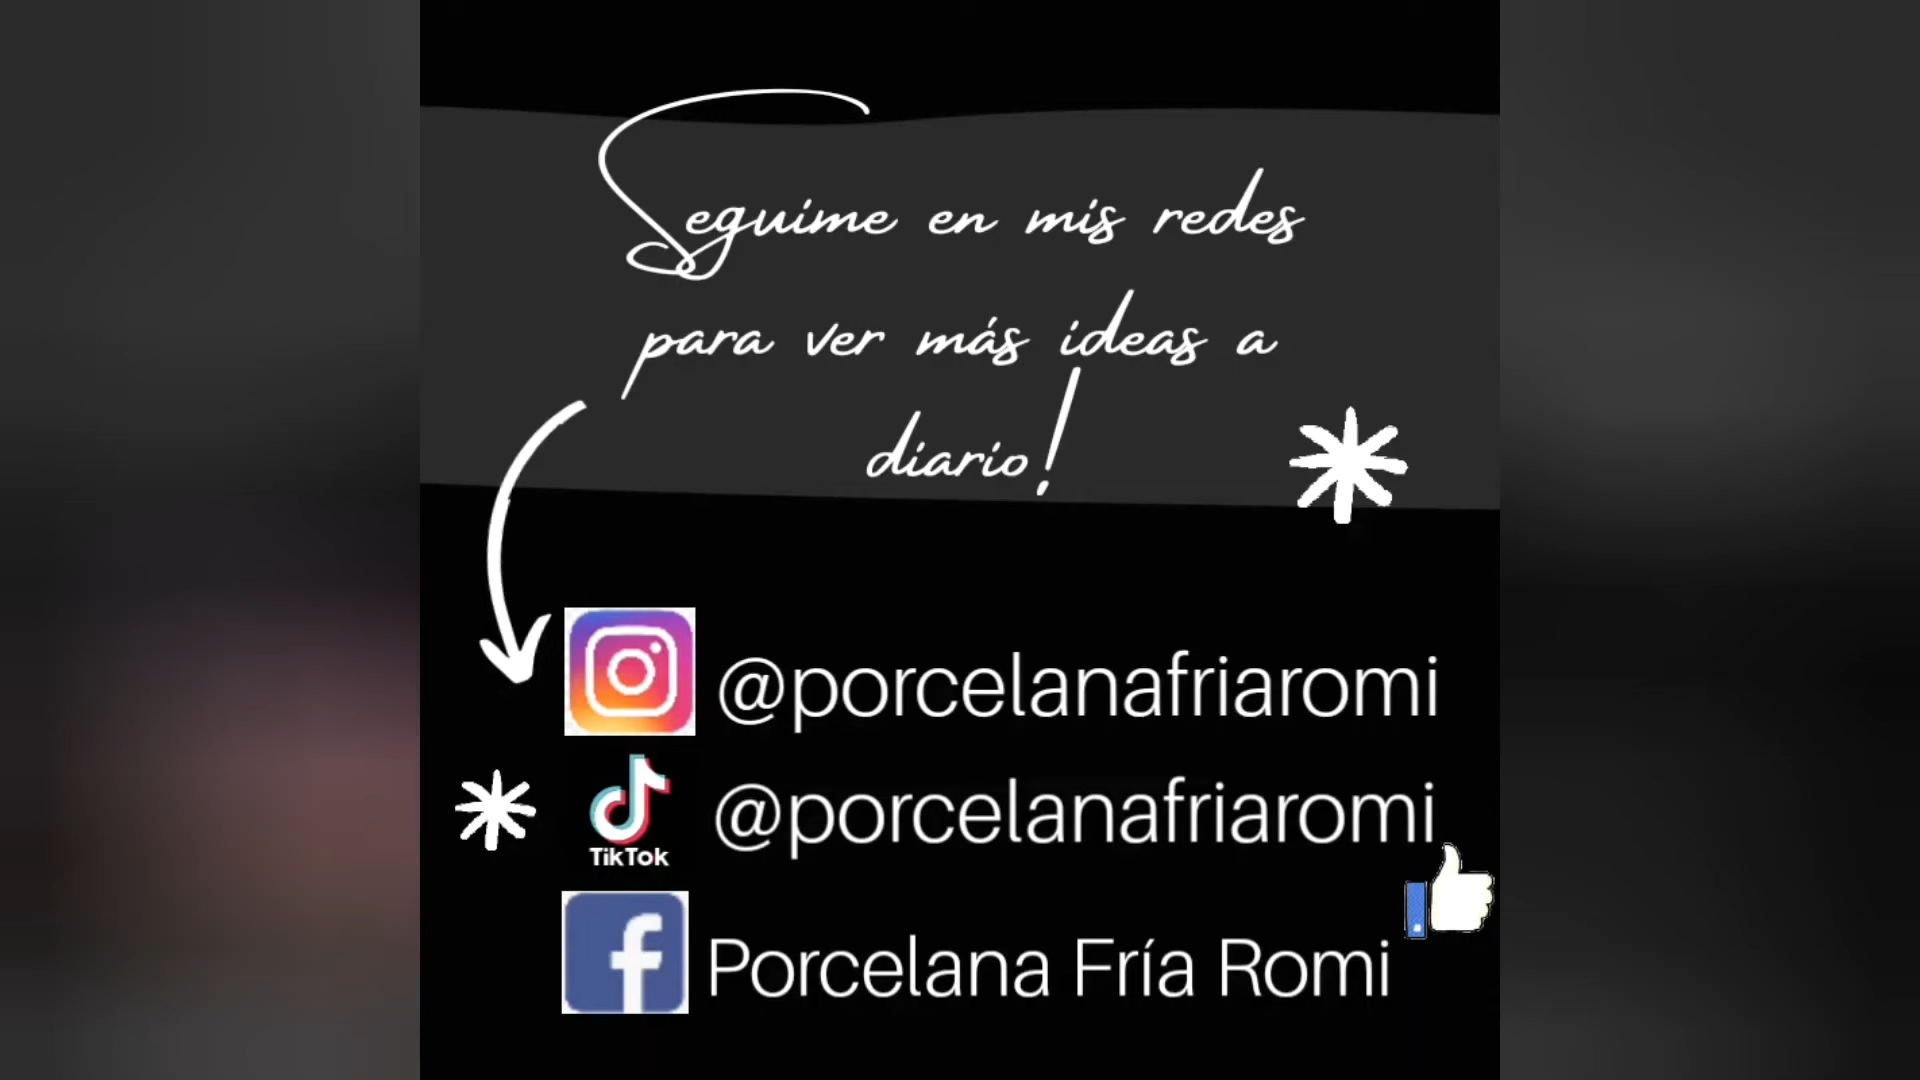 Seguime en mis redes
para ver más ideas a
diario!
@porcelanafriaromi
@porcelanafriaromi
TikTok
Porcelana Fría Romi